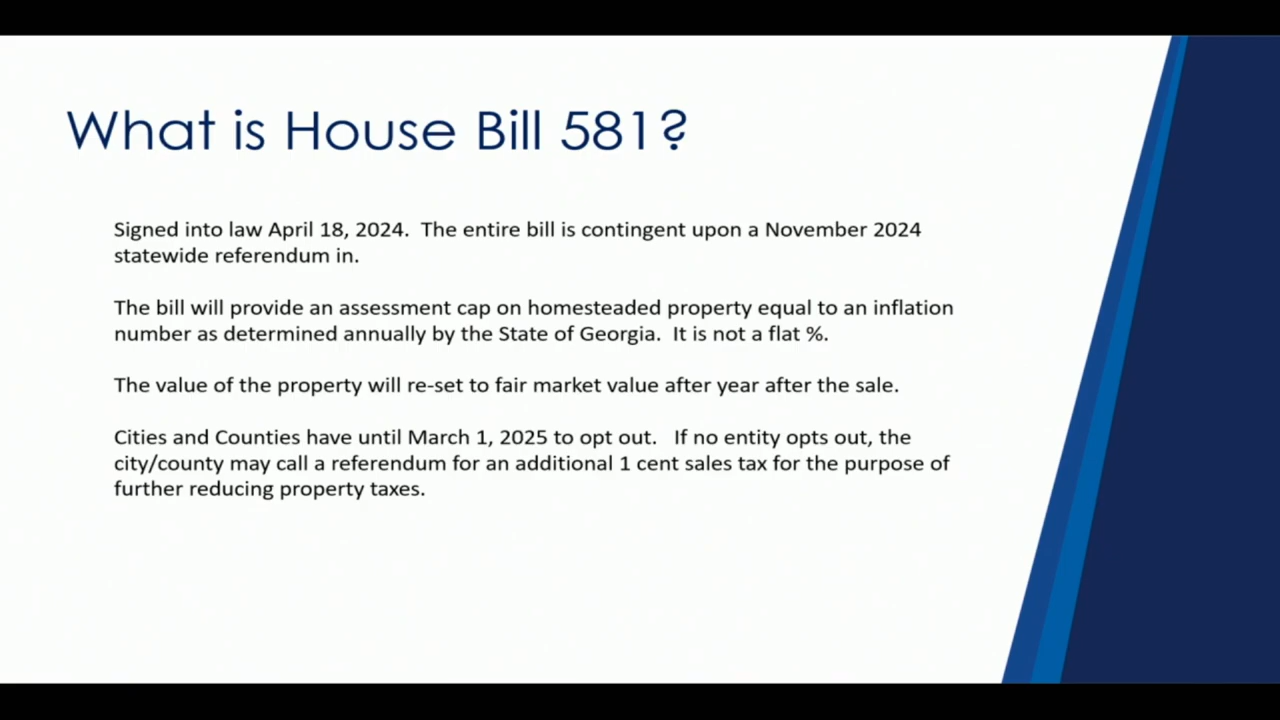 What is House Bill 581?
Signed into law April 18, 2024.  The entire bill is contingent upon a November 2024
statewide referendum in.
The bill will provide an assessment cap on homesteaded property equal to an inflation
number as determined annually by the State of Georgia.  It is not a flat %.
The value of the property will re-set to fair market value after year after the sale.
Cities and Counties have until March 1, 2025 to opt out.   If no entity opts out, the
city/county may call a referendum for an additional 1 cent sales tax for the purpose of
further reducing property taxes.